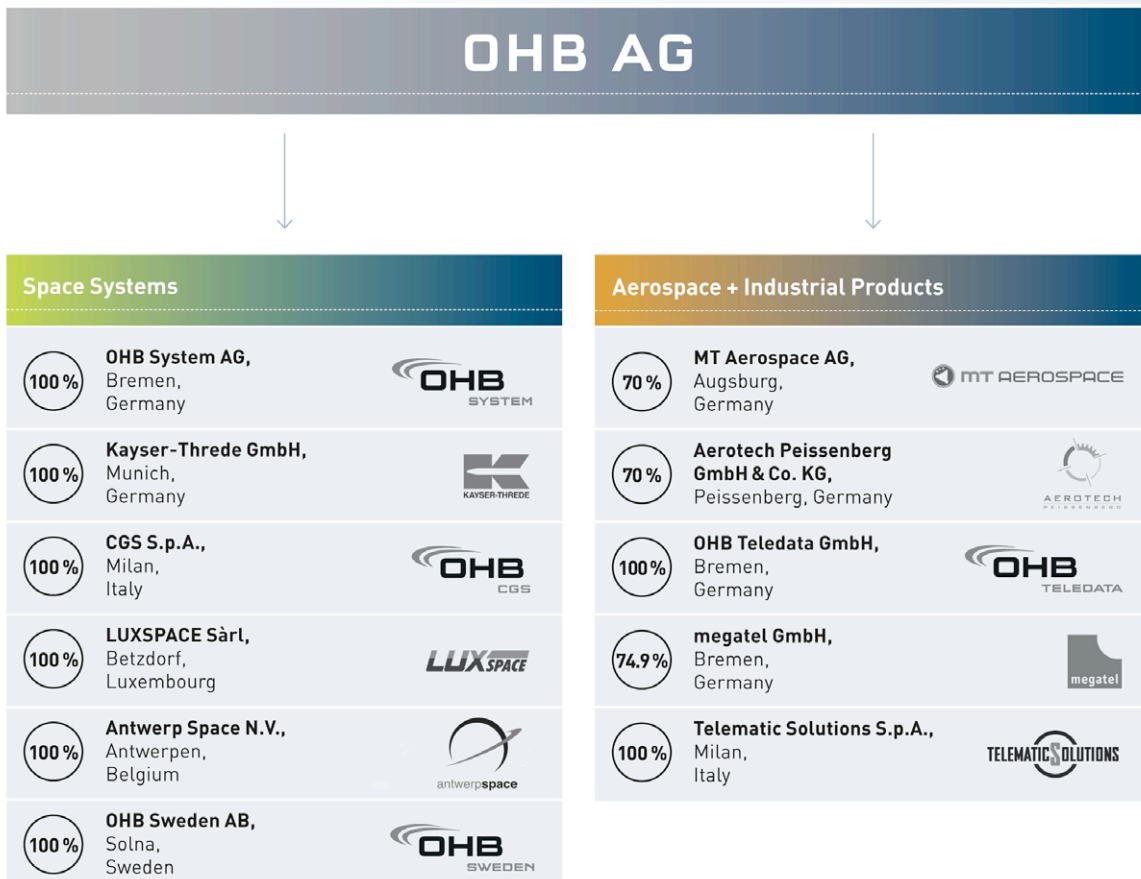 OHB AG
Space Systems
100 %
OHB System AG,
Bremen,
Germany
OHB
SYSTEM
100 %
Kayser-Threde GmbH,
Munich,
Germany
KAYSER-THREDE
100 %
CGS S.p.A.,
Milan,
Italy
OHB
CGS
100 %
LUXSPACE Sàrl,
Betzdorf,
Luxembourg
LUXSPACE
100 %
Antwerp Space N.V.,
Antwerpen,
Belgium
antwerpspace
100 %
OHB Sweden AB,
Solna,
Sweden
OHB
SWEDEN
Aerospace + Industrial Products
70 %
MT Aerospace AG,
Augsburg,
Germany
MT AEROSPACE
70 %
Aerotech Peissenberg
GmbH & Co. KG,
Peissenberg, Germany
AEROTECH
PEISSENBERG
100 %
OHB Teledata GmbH,
Bremen,
Germany
OHB
TELEDATA
74.9 %
megatel GmbH,
Bremen,
Germany
megatel
100 %
Telematic Solutions S.p.A.,
Milan,
Italy
TELEMATICSOLUTIONS